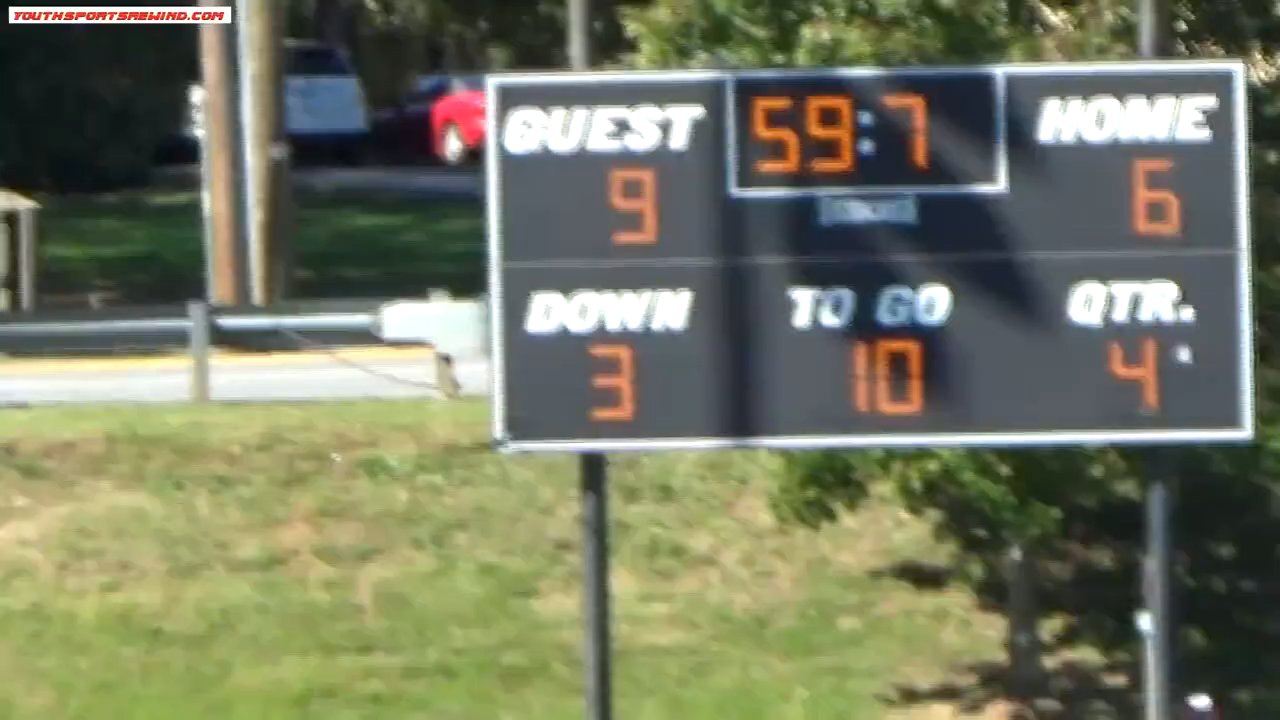 YOUTHSPORTSREWIND.COM
GUEST 59:7 HOME
9 6
DOWN TO GO QTR.
3 10 4